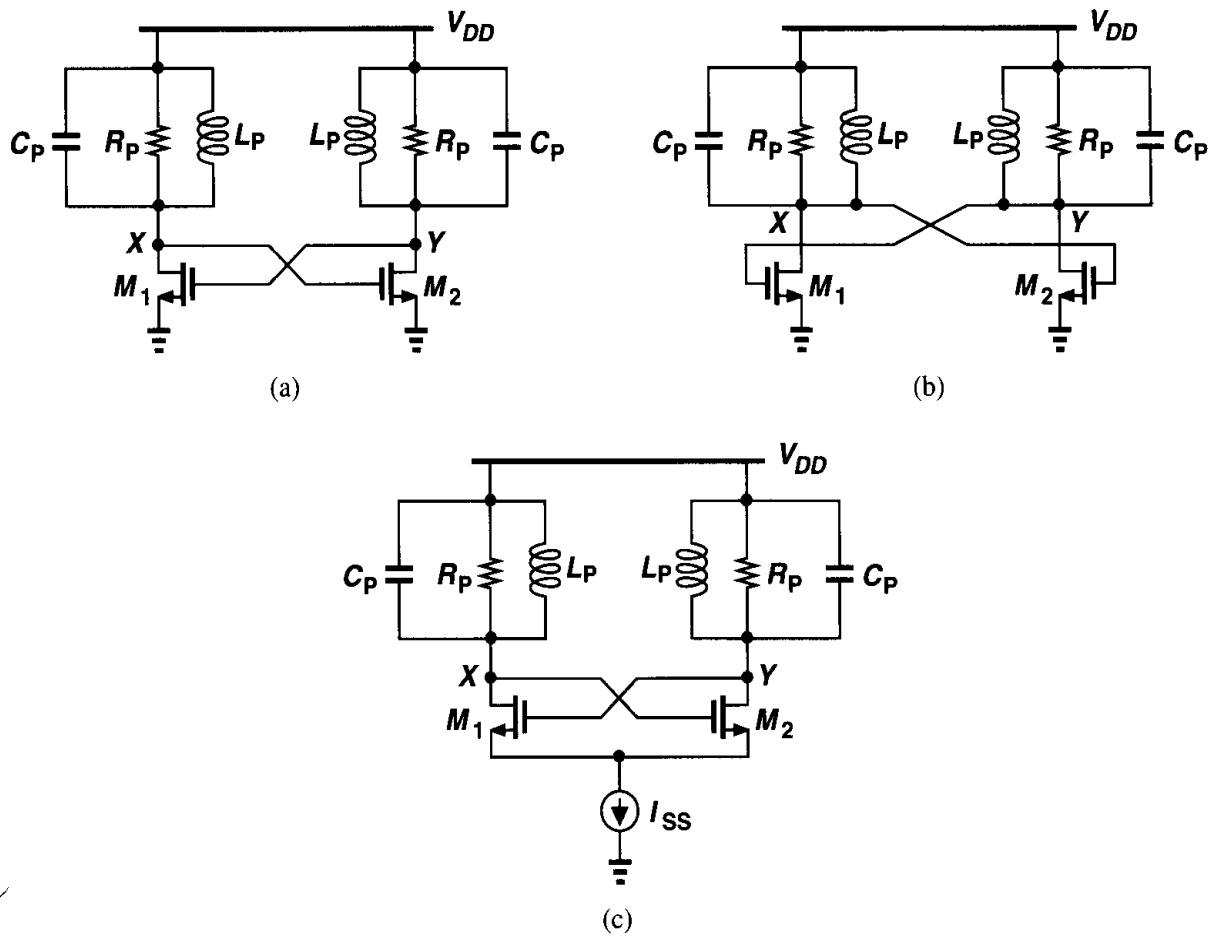 V_DD V_DD
C_P R_P L_P L_P R_P C_P C_P R_P L_P L_P R_P C_P
X Y X Y
M_1 M_2 M_1 M_2
(a) (b)
V_DD
C_P R_P L_P L_P R_P C_P
X Y
M_1 M_2
I_SS
(c)